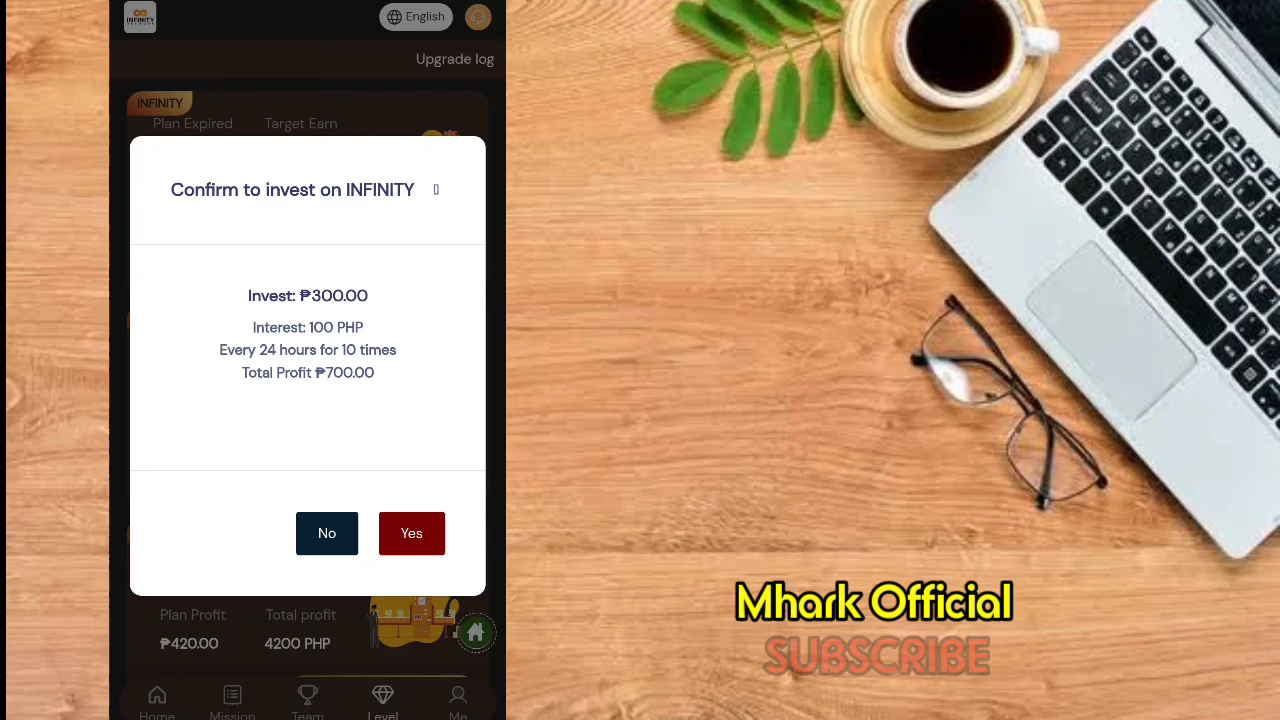 INFINITY
English
Upgrade log
INFINITY
Plan Expired
Target Earn
Confirm to invest on INFINITY
Invest: ₱300.00
Interest: 100 PHP
Every 24 hours for 10 times
Total Profit ₱700.00
No
Yes
Plan Profit
Total profit
₱420.00
4200 PHP
Home
Mission
Team
Level
Me
Mhark Official
SUBSCRIBE